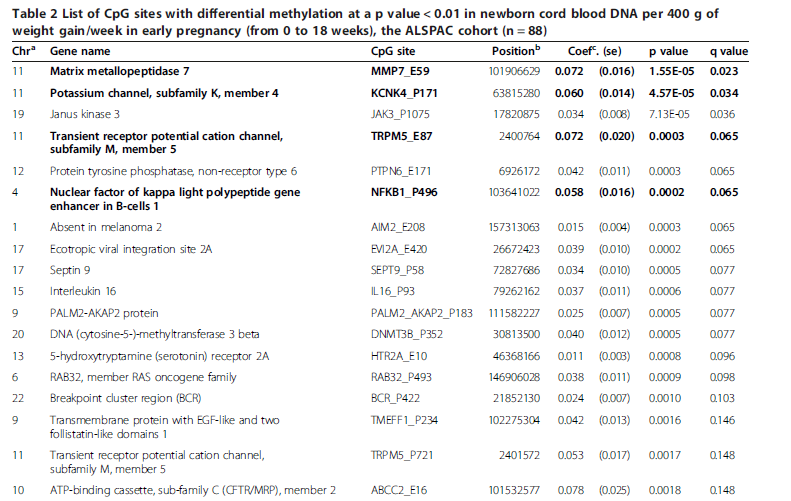 Table 2 List of CpG sites with differential methylation at a p value < 0.01 in newborn cord blood DNA per 400 g of
weight gain/week in early pregnancy (from 0 to 18 weeks), the ALSPAC cohort (n = 88)
Chrᵃ Gene name CpG site Positionᵇ Coefᶜ. (se) p value q value
11 Matrix metallopeptidase 7 MMP7_E59 101906629 0.072 (0.016) 1.55E-05 0.023
11 Potassium channel, subfamily K, member 4 KCNK4_P171 63815280 0.060 (0.014) 4.57E-05 0.034
19 Janus kinase 3 JAK3_P1075 17820875 0.034 (0.008) 7.13E-05 0.036
11 Transient receptor potential cation channel, TRPM5_E87 2400764 0.072 (0.020) 0.0003 0.065
subfamily M, member 5
12 Protein tyrosine phosphatase, non-receptor type 6 PTPN6_E171 6926172 0.042 (0.011) 0.0003 0.065
4 Nuclear factor of kappa light polypeptide gene NFKB1_P496 103641022 0.058 (0.016) 0.0002 0.065
enhancer in B-cells 1
1 Absent in melanoma 2 AIM2_E208 157313063 0.015 (0.004) 0.0003 0.065
17 Ecotropic viral integration site 2A EVI2A_E420 26672423 0.039 (0.010) 0.0002 0.065
17 Septin 9 SEPT9_P58 72827686 0.034 (0.010) 0.0005 0.077
15 Interleukin 16 IL16_P93 79262162 0.037 (0.011) 0.0006 0.077
9 PALM2-AKAP2 protein PALM2_AKAP2_P183 111582227 0.025 (0.007) 0.0005 0.077
20 DNA (cytosine-5-)-methyltransferase 3 beta DNMT3B_P352 30813500 0.040 (0.012) 0.0005 0.077
13 5-hydroxytryptamine (serotonin) receptor 2A HTR2A_E10 46368166 0.011 (0.003) 0.0008 0.096
6 RAB32, member RAS oncogene family RAB32_P493 146906028 0.038 (0.011) 0.0009 0.098
22 Breakpoint cluster region (BCR) BCR_P422 21852130 0.024 (0.007) 0.0010 0.103
9 Transmembrane protein with EGF-like and two TMEFF1_P234 102275304 0.042 (0.013) 0.0016 0.146
follistatin-like domains 1
11 Transient receptor potential cation channel, TRPM5_P721 2401572 0.053 (0.017) 0.0017 0.148
subfamily M, member 5
10 ATP-binding cassette, sub-family C (CFTR/MRP), member 2 ABCC2_E16 101532577 0.078 (0.025) 0.0018 0.148